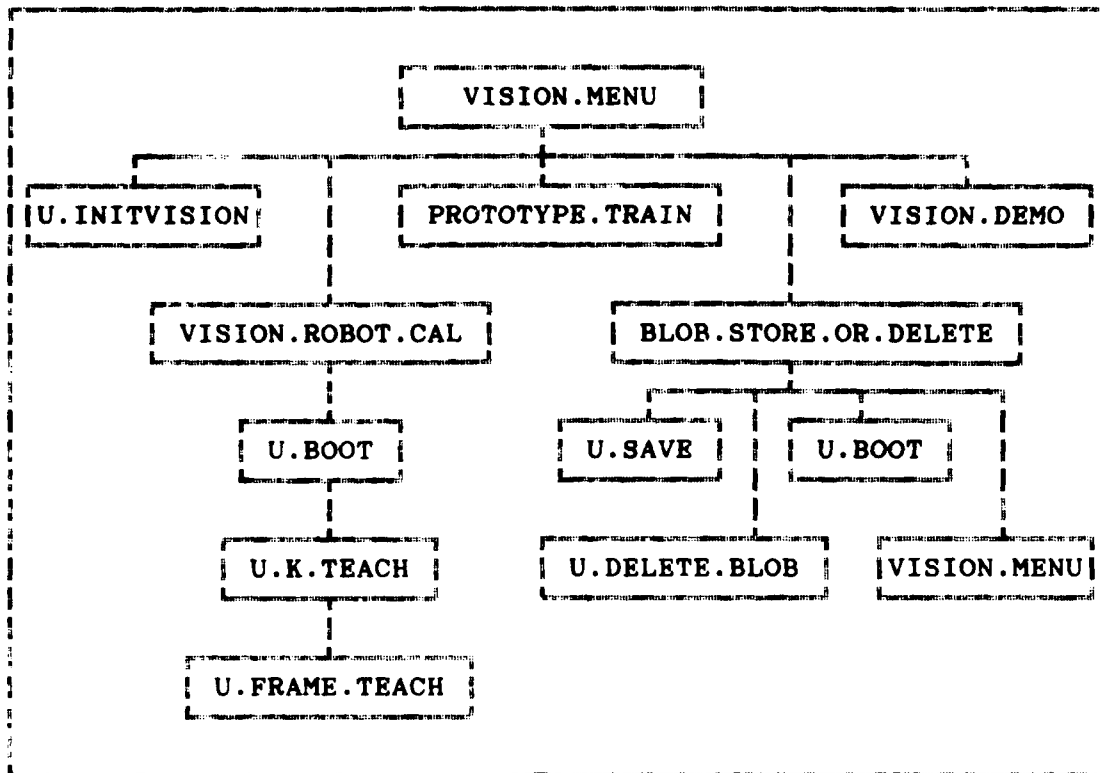 VISION.MENU
U.INITVISION
PROTOTYPE.TRAIN
VISION.DEMO
VISION.ROBOT.CAL
BLOB.STORE.OR.DELETE
U.BOOT
U.SAVE
U.BOOT
U.K.TEACH
U.DELETE.BLOB
VISION.MENU
U.FRAME.TEACH